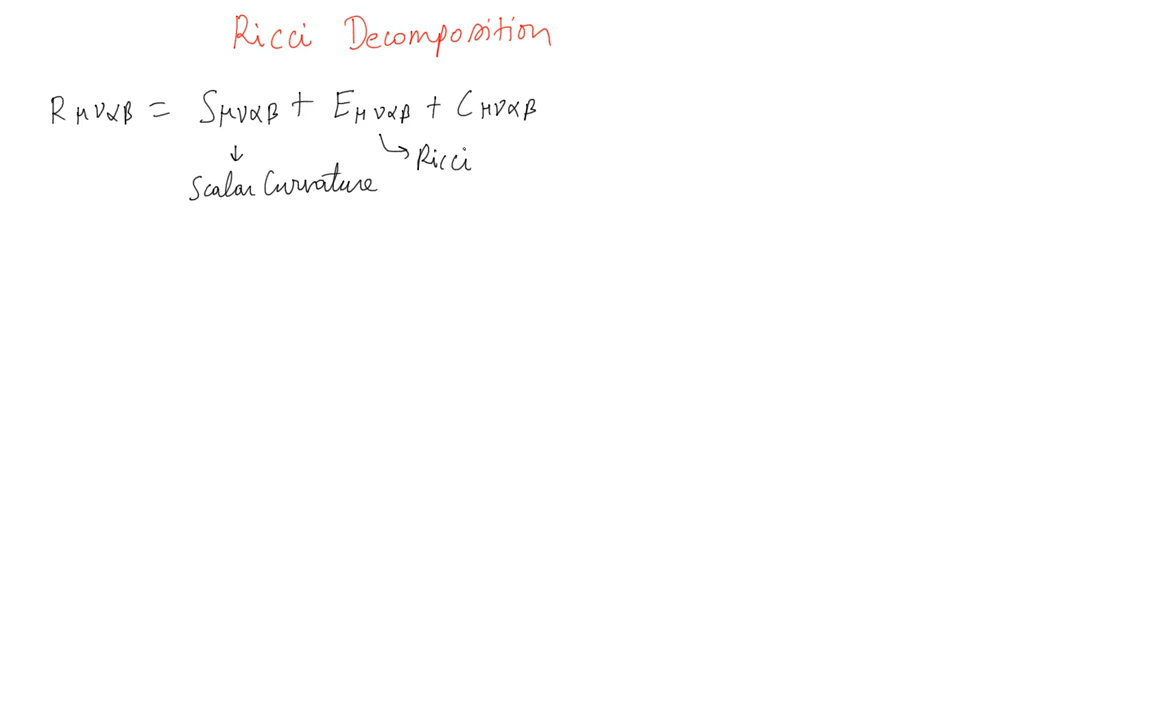 Ricci Decomposition
Rμναβ = Sμναβ + Eμναβ + Cμναβ
↓ ↳ Ricci
Scalar Curvature